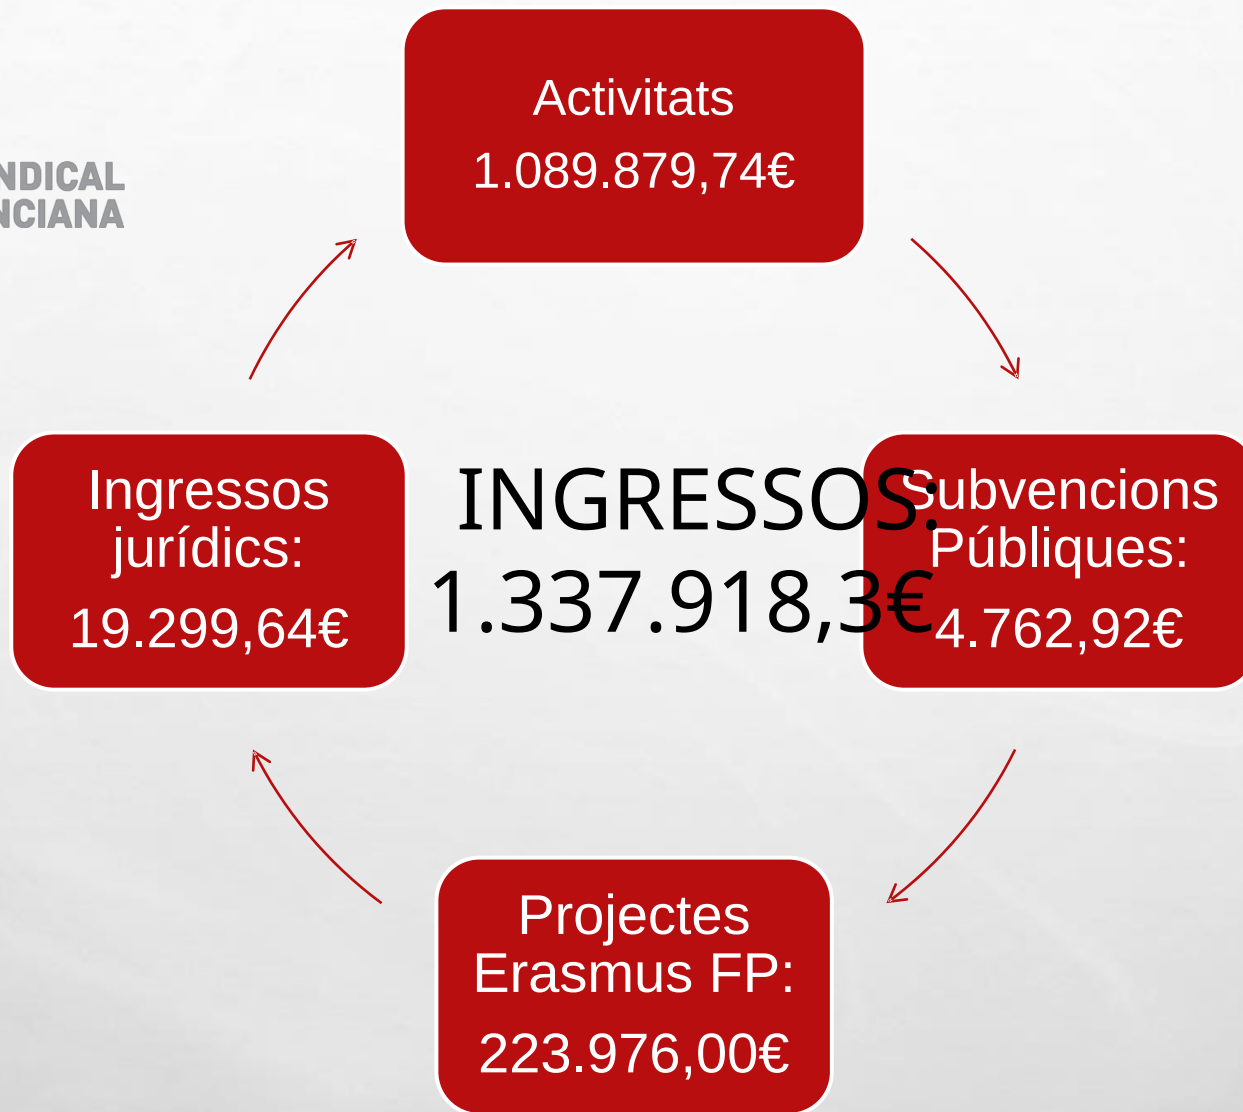 Activitats
1.089.879,74€
NDICAL
NCIANA
Ingressos
jurídics:
19.299,64€
INGRESSOS:
1.337.918,3€
Subvencions
Públiques:
4.762,92€
Projectes
Erasmus FP:
223.976,00€